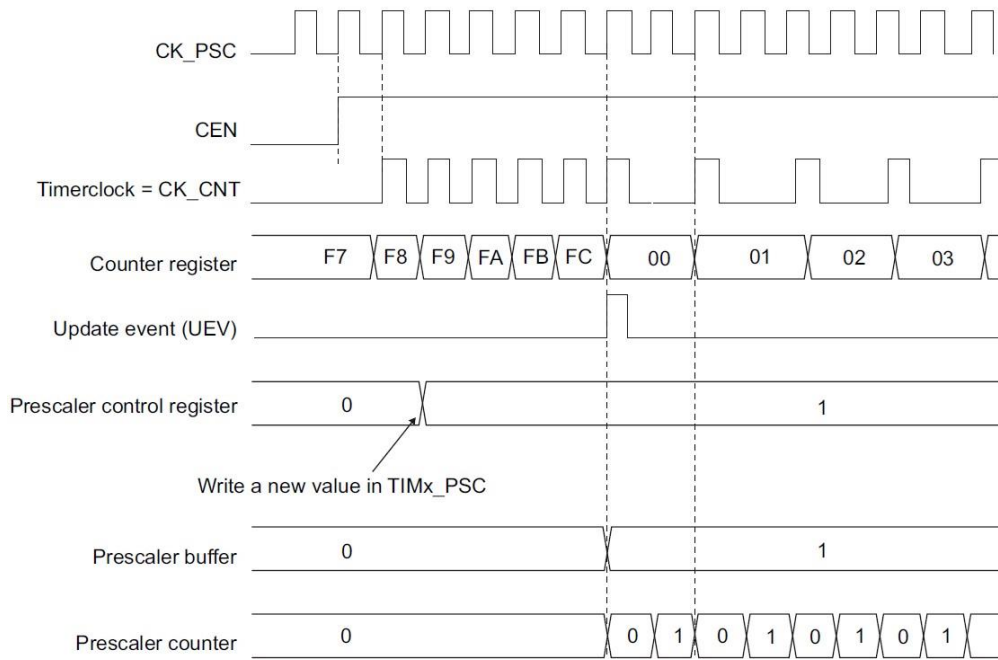 CK_PSC
CEN
Timerclock = CK_CNT
Counter register F7 F8 F9 FA FB FC 00 01 02 03
Update event (UEV)
Prescaler control register 0 1
Write a new value in TIMx_PSC
Prescaler buffer 0 1
Prescaler counter 0 0 1 0 1 0 1 0 1